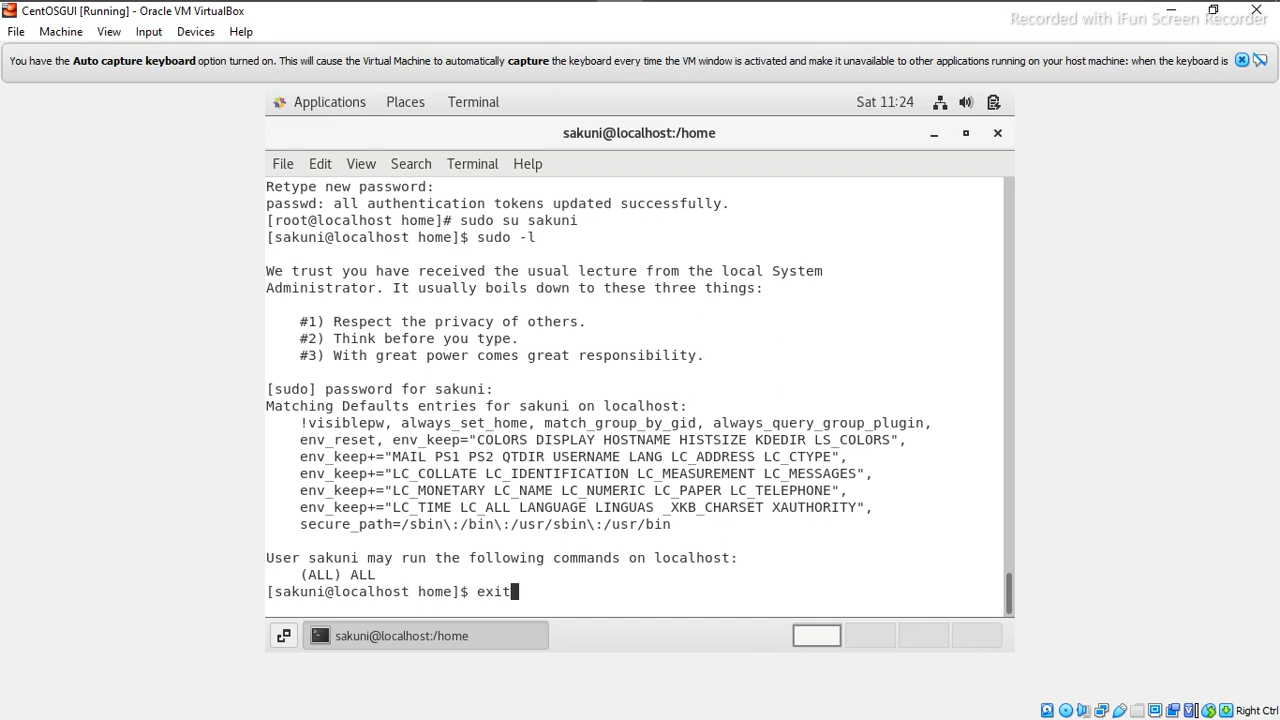 CentOSGUI [Running] - Oracle VM VirtualBox
Recorded with iFun Screen Recorder
File Machine View Input Devices Help
You have the Auto capture keyboard option turned on. This will cause the Virtual Machine to automatically capture the keyboard every time the VM window is activated and make it unavailable to other applications running on your host machine: when the keyboard is
Applications Places Terminal Sat 11:24
sakuni@localhost:/home
File Edit View Search Terminal Help
Retype new password:
passwd: all authentication tokens updated successfully.
[root@localhost home]# sudo su sakuni
[sakuni@localhost home]$ sudo -l
We trust you have received the usual lecture from the local System
Administrator. It usually boils down to these three things:
#1) Respect the privacy of others.
#2) Think before you type.
#3) With great power comes great responsibility.
[sudo] password for sakuni:
Matching Defaults entries for sakuni on localhost:
!visiblepw, always_set_home, match_group_by_gid, always_query_group_plugin,
env_reset, env_keep="COLORS DISPLAY HOSTNAME HISTSIZE KDEDIR LS_COLORS",
env_keep+="MAIL PS1 PS2 QTDIR USERNAME LANG LC_ADDRESS LC_CTYPE",
env_keep+="LC_COLLATE LC_IDENTIFICATION LC_MEASUREMENT LC_MESSAGES",
env_keep+="LC_MONETARY LC_NAME LC_NUMERIC LC_PAPER LC_TELEPHONE",
env_keep+="LC_TIME LC_ALL LANGUAGE LINGUAS _XKB_CHARSET XAUTHORITY",
secure_path=/sbin\:/bin\:/usr/sbin\:/usr/bin
User sakuni may run the following commands on localhost:
(ALL) ALL
[sakuni@localhost home]$ exit
sakuni@localhost:/home
Right Ctrl